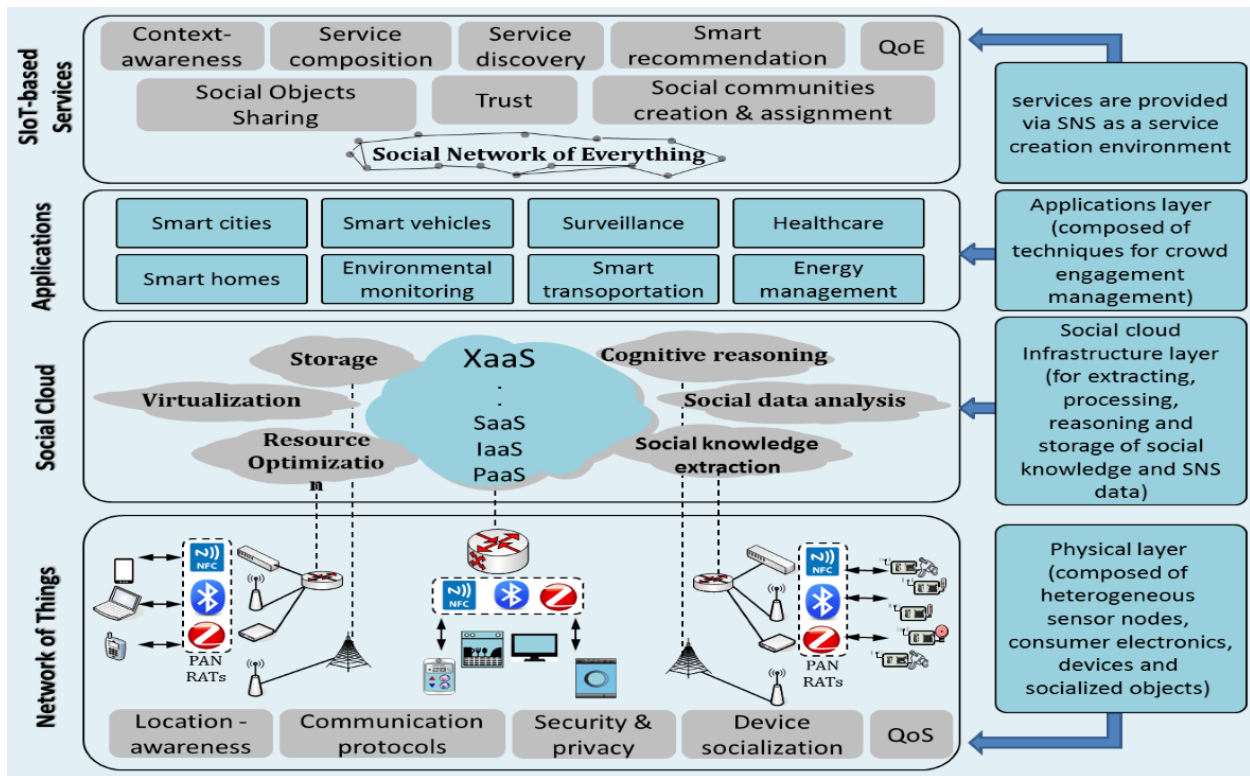 SIoT-based
Services
Context-
awareness
Service
composition
Service
discovery
Smart
recommendation
QoE
Social Objects
Sharing
Trust
Social communities
creation & assignment
Social Network of Everything
services are provided
via SNS as a service
creation environment
Applications
Smart cities
Smart vehicles
Surveillance
Healthcare
Smart homes
Environmental
monitoring
Smart
transportation
Energy
management
Applications layer
(composed of
techniques for crowd
engagement
management)
Social Cloud
Storage
Virtualization
Resource
Optimizatio
n
XaaS
.
.
SaaS
IaaS
PaaS
Cognitive reasoning
Social data analysis
Social knowledge
extraction
Social cloud
Infrastructure layer
(for extracting,
processing,
reasoning and
storage of social
knowledge and SNS
data)
Network of Things
NFC
PAN
RATs
NFC
NFC
PAN
RATs
Location -
awareness
Communication
protocols
Security &
privacy
Device
socialization
QoS
Physical layer
(composed of
heterogeneous
sensor nodes,
consumer electronics,
devices and
socialized objects)